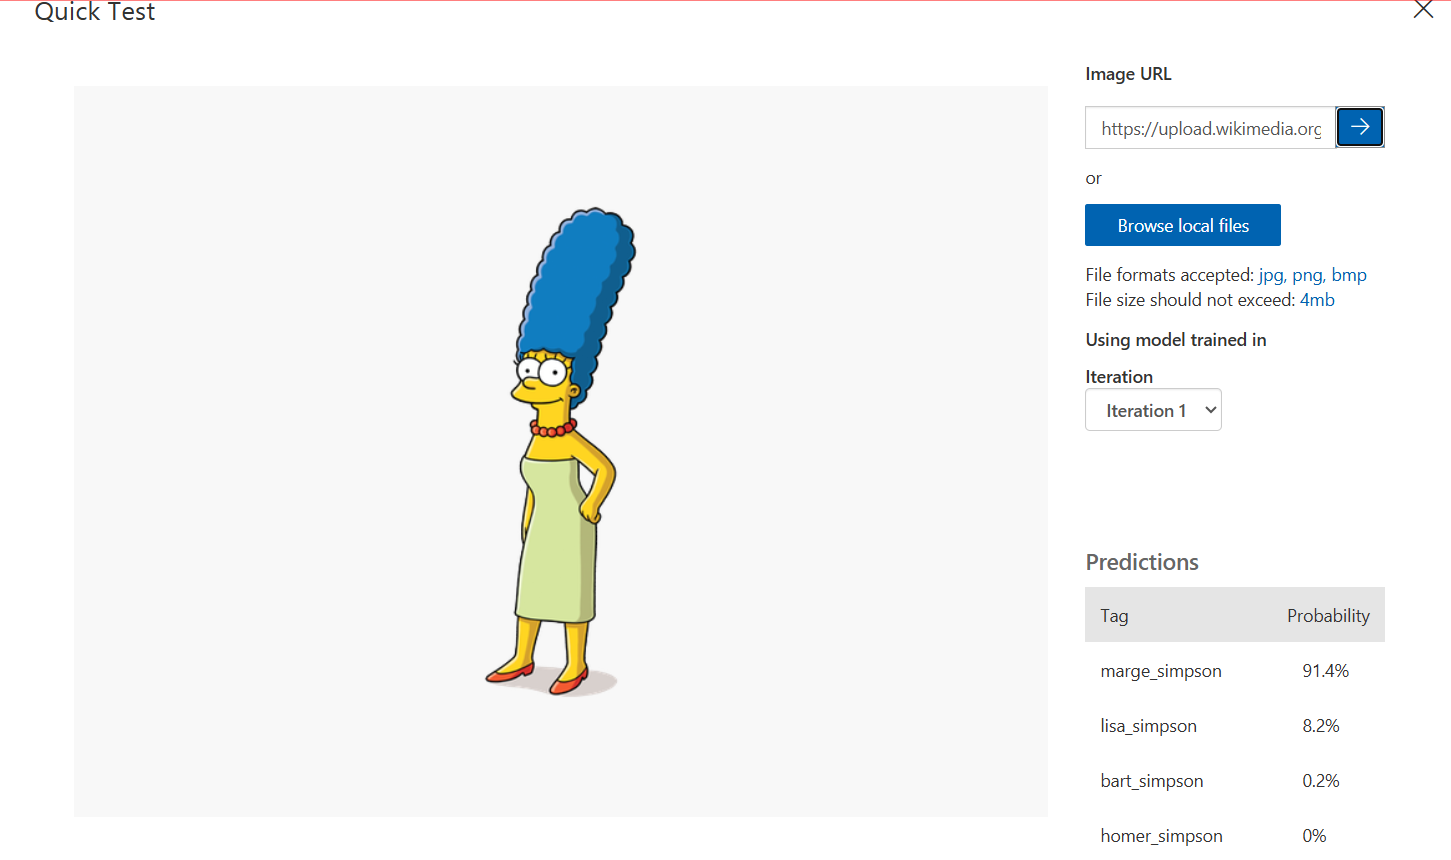 Quick Test
Image URL
https://upload.wikimedia.org
or
Browse local files
File formats accepted: jpg, png, bmp
File size should not exceed: 4mb
Using model trained in
Iteration
Iteration 1
Predictions
Tag Probability
marge_simpson 91.4%
lisa_simpson 8.2%
bart_simpson 0.2%
homer_simpson 0%